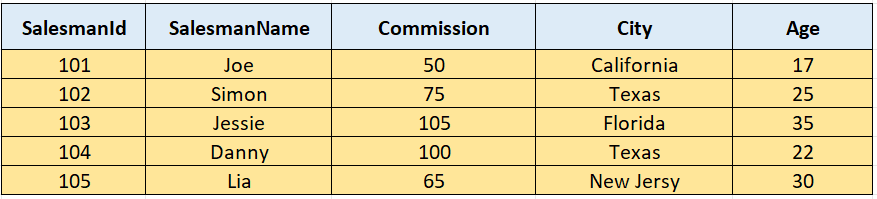 SalesmanId SalesmanName Commission City Age
101 Joe 50 California 17
102 Simon 75 Texas 25
103 Jessie 105 Florida 35
104 Danny 100 Texas 22
105 Lia 65 New Jersy 30